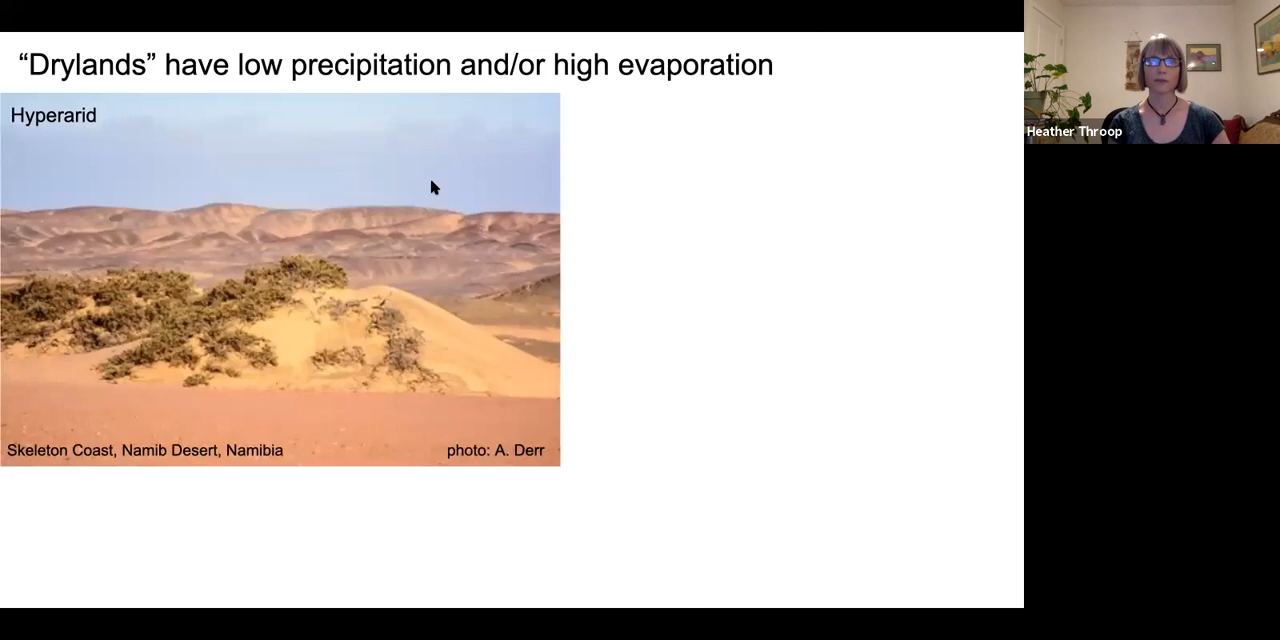 “Drylands” have low precipitation and/or high evaporation
Hyperarid
Skeleton Coast, Namib Desert, Namibia
photo: A. Derr
Heather Throop